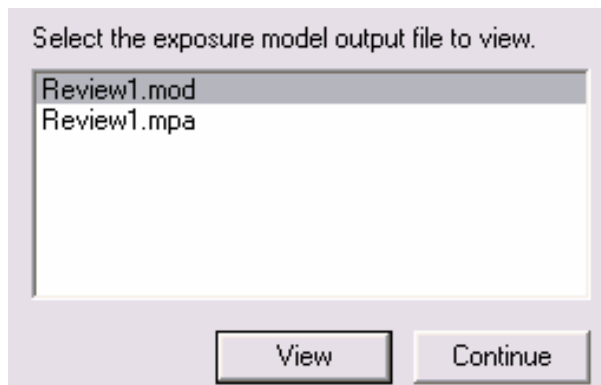 Select the exposure model output file to view.
Review1.mod
Review1.mpa
View Continue